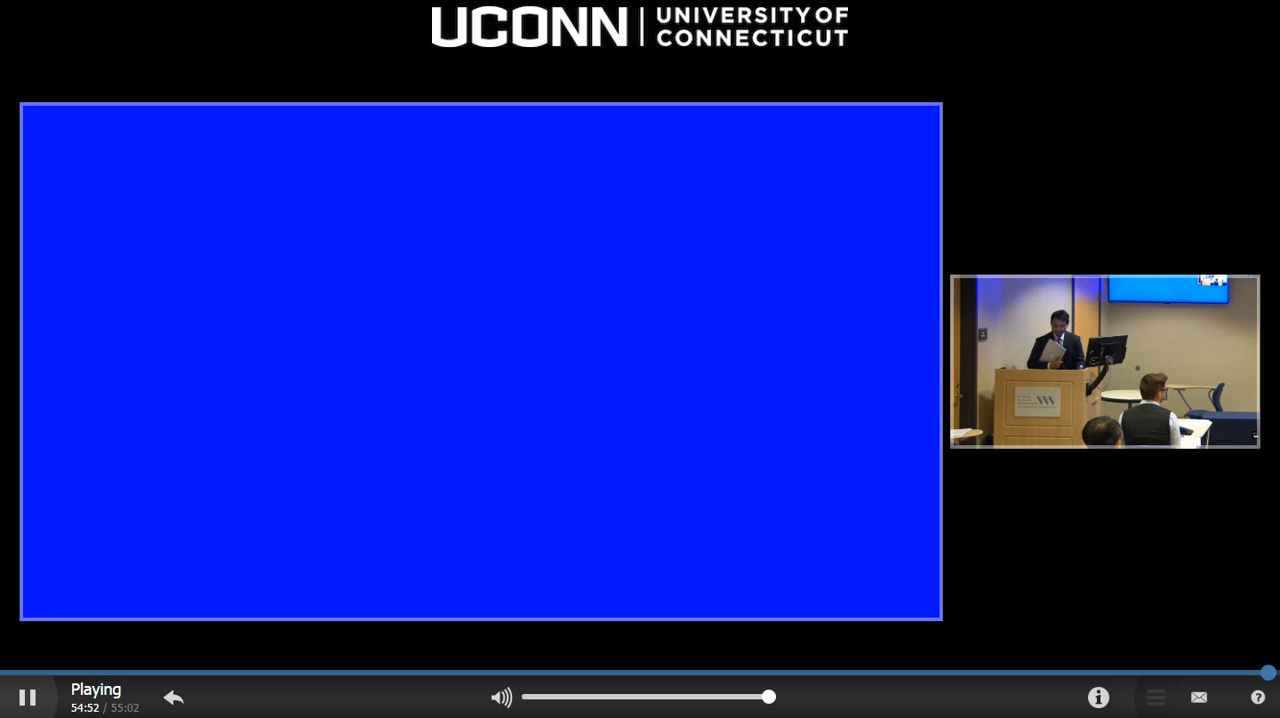 UCONN
UNIVERSITY OF
CONNECTICUT
Playing
54:52 / 55:02